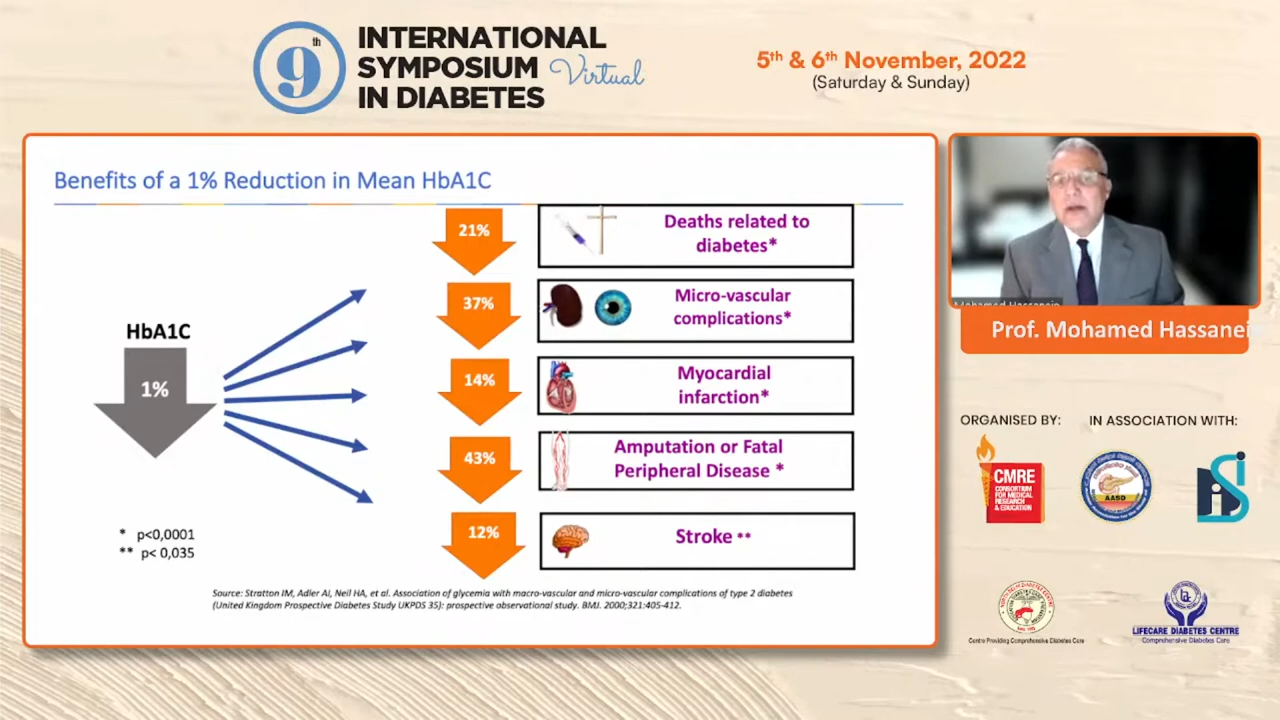 9th
INTERNATIONAL
SYMPOSIUM Virtual
IN DIABETES
5th & 6th November, 2022
(Saturday & Sunday)
Benefits of a 1% Reduction in Mean HbA1C
HbA1C
1%
21%
Deaths related to
diabetes*
37%
Micro-vascular
complications*
14%
Myocardial
infarction*
43%
Amputation or Fatal
Peripheral Disease *
12%
Stroke **
* p<0,0001
** p< 0,035
Source: Stratton IM, Adler AI, Neil HA, et al. Association of glycemia with macro-vascular and micro-vascular complications of type 2 diabetes
(United Kingdom Prospective Diabetes Study UKPDS 35): prospective observational study. BMJ. 2000;321:405-412.
Mohamed Hassanein
Prof. Mohamed Hassanei
ORGANISED BY:
IN ASSOCIATION WITH:
CMRE
CONSORTIUM
FOR MEDICAL
RESEARCH
& EDUCATION
AASD
Centre Providing Comprehensive Diabetes Care
LIFECARE DIABETES CENTRE
Comprehensive Diabetes Care